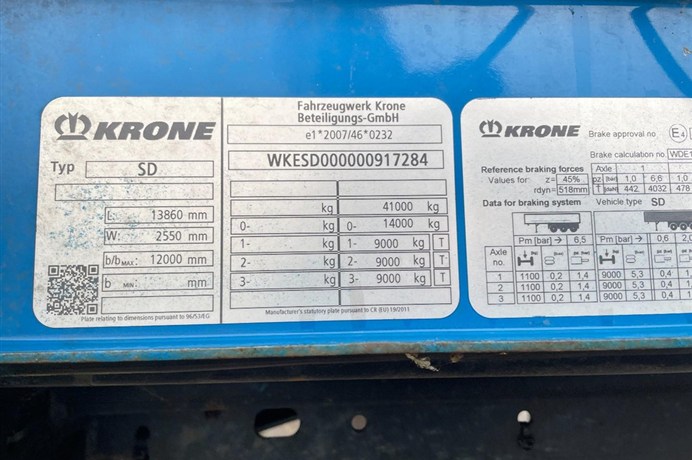 KRONE
Typ SD
L: 13860 mm
W: 2550 mm
b/bMAX: 12000 mm
b MIN: mm
Plate relating to dimensions pursuant to 96/53/EG
Fahrzeugwerk Krone
Beteiligungs-GmbH
e1*2007/46*0232
WKESD000000917284
kg 41000 kg
0- kg 0- 14000 kg
1- kg 1- 9000 kg T
2- kg 2- 9000 kg T
3- kg 3- 9000 kg T
Manufacturer's statutory plate pursuant to CR (EU) 19/2011
KRONE
Brake approval no E4
Brake calculation no. WDE1
Reference braking forces
Values for: z= 45%
rdyn= 518mm
Axle 1
pz [bar] 1,0 6,6 1,0
T [daN] 442 4032 478
Data for braking system Vehicle type SD
Pm [bar] → 6,5 Pm [bar] → 0,6 2,0
Axle no.
1 1100 0,2 1,4 9000 5,3 0,4
2 1100 0,2 1,4 9000 5,3 0,4
3 1100 0,2 1,4 9000 5,3 0,4